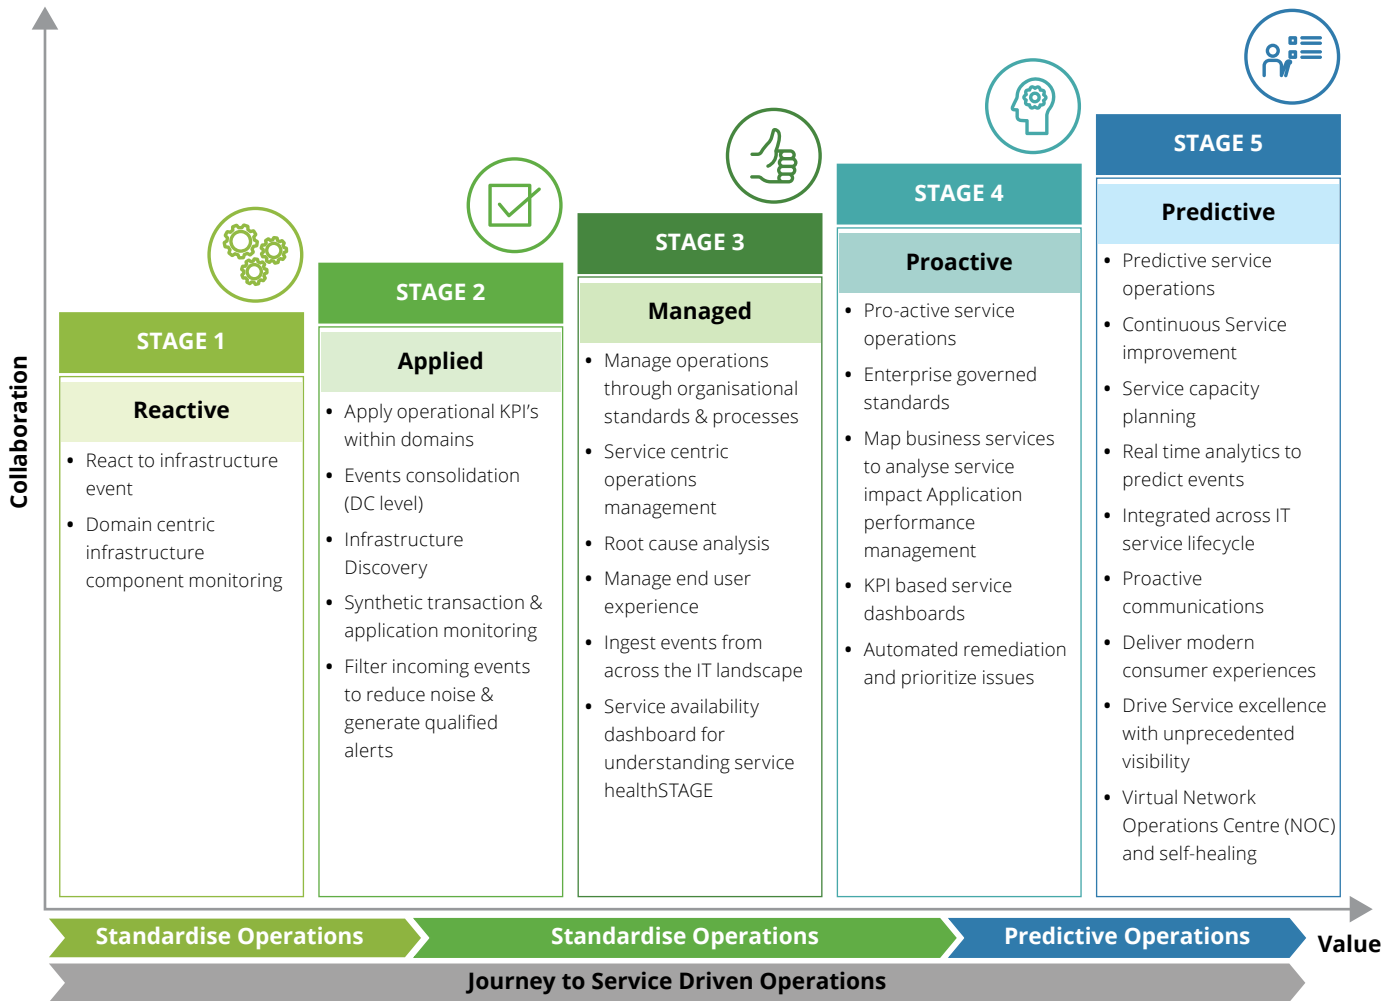 Collaboration
STAGE 1
Reactive
• React to infrastructure
event
• Domain centric
infrastructure
component monitoring
STAGE 2
Applied
• Apply operational KPI's
within domains
• Events consolidation
(DC level)
• Infrastructure
Discovery
• Synthetic transaction &
application monitoring
• Filter incoming events
to reduce noise &
generate qualified
alerts
STAGE 3
Managed
• Manage operations
through organisational
standards & processes
• Service centric
operations
management
• Root cause analysis
• Manage end user
experience
• Ingest events from
across the IT landscape
• Service availability
dashboard for
understanding service
healthSTAGE
STAGE 4
Proactive
• Pro-active service
operations
• Enterprise governed
standards
• Map business services
to analyse service
impact Application
performance
management
• KPI based service
dashboards
• Automated remediation
and prioritize issues
STAGE 5
Predictive
• Predictive service
operations
• Continuous Service
improvement
• Service capacity
planning
• Real time analytics to
predict events
• Integrated across IT
service lifecycle
• Proactive
communications
• Deliver modern
consumer experiences
• Drive Service excellence
with unprecedented
visibility
• Virtual Network
Operations Centre (NOC)
and self-healing
Standardise Operations
Standardise Operations
Predictive Operations
Value
Journey to Service Driven Operations